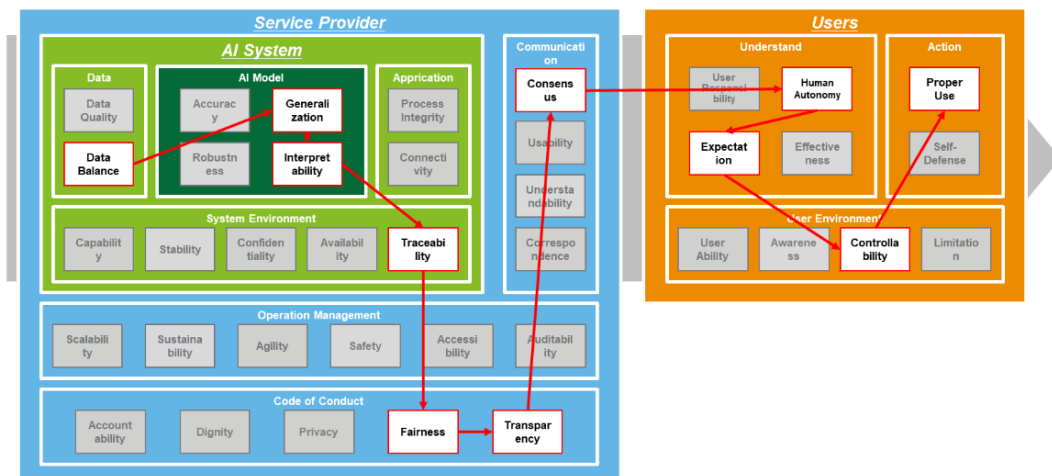 Service Provider
AI System
Data
Data
Quality
Data
Balance
AI Model
Accurac
y
Generali
zation
Robustn
ess
Interpret
ability
Apprication
Process
Integrity
Connecti
vity
System Environment
Capabilit
y
Stability
Confiden
tiality
Availabil
ity
Traceabi
lity
Communicati
on
Consens
us
Usability
Understa
ndability
Correspo
ndence
Operation Management
Scalabili
ty
Sustaina
bility
Agility
Safety
Accessi
bility
Auditabil
ity
Code of Conduct
Account
ability
Dignity
Privacy
Fairness
Transpar
ency
Users
Understand
User
Responsi
bility
Human
Autonomy
Expectat
ion
Effective
ness
Action
Proper
Use
Self-
Defense
User Environment
User
Ability
Awarene
ss
Controlla
bility
Limitatio
n